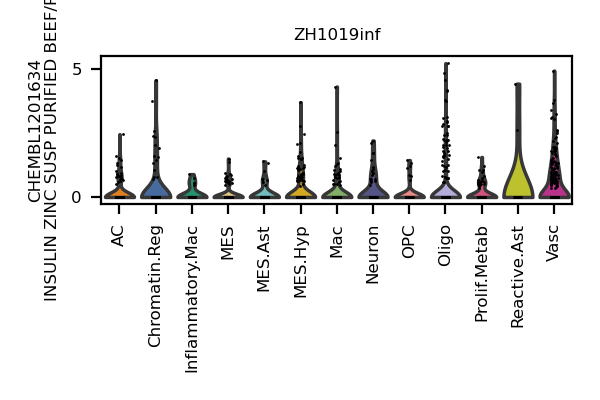 ZH1019inf
CHEMBL1201634
INSULIN ZINC SUSP PURIFIED
5
0
AC
Chromatin.Reg
Inflammatory.Mac
MES
MES.Ast
MES.Hyp
Mac
Neuron
OPC
Oligo
Prolif.Metab
Reactive.Ast
Vasc